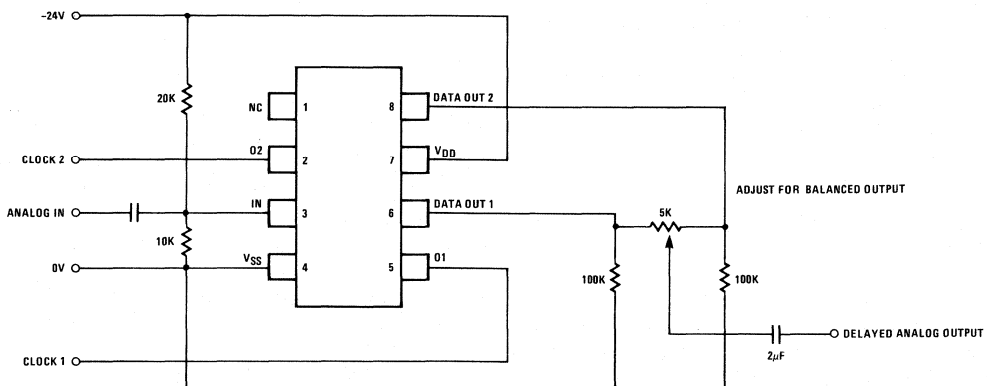 -24V
20K
NC
1
8
DATA OUT 2
CLOCK 2
O2
2
7
VDD
ADJUST FOR BALANCED OUTPUT
ANALOG IN
IN
3
6
DATA OUT 1
5K
10K
0V
VSS
4
5
O1
100K
100K
DELAYED ANALOG OUTPUT
2μF
CLOCK 1